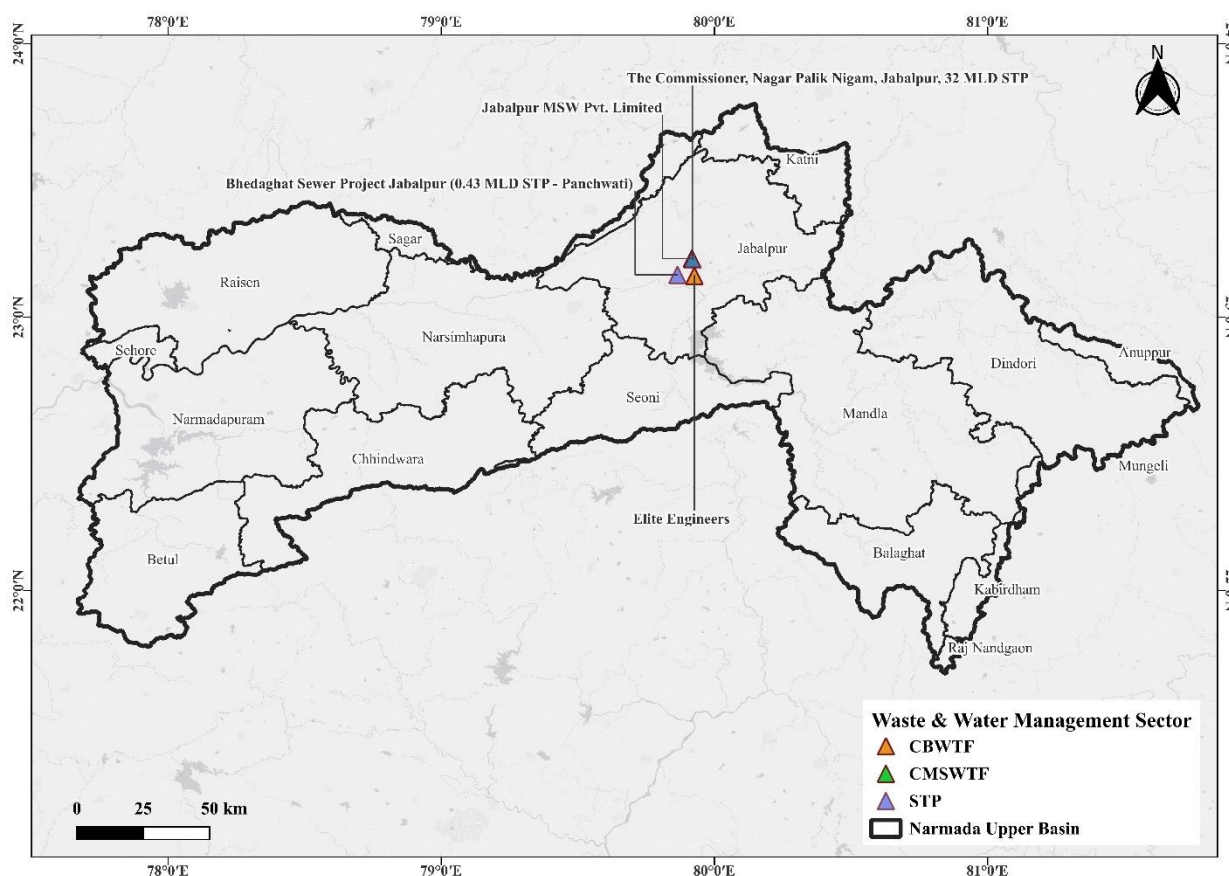 78°0'E 79°0'E 80°0'E 81°0'E
24°0'N
N
The Commissioner, Nagar Palik Nigam, Jabalpur, 32 MLD STP
Jabalpur MSW Pvt. Limited
Katni
Bhedaghat Sewer Project Jabalpur (0.43 MLD STP - Panchwati)
Sagar
Jabalpur
Raisen
23°0'N
Narsimhapura
Sehore
Anuppur
Dindori
Seoni
Mandla
Narmadapuram
Chhindwara
Mungeli
Elite Engineers
Betul
Balaghat
22°0'N
Kabirdham
Raj Nandgaon
Waste & Water Management Sector
CBWTF
CMSWTF
STP
Narmada Upper Basin
0 25 50 km
78°0'E 79°0'E 80°0'E 81°0'E